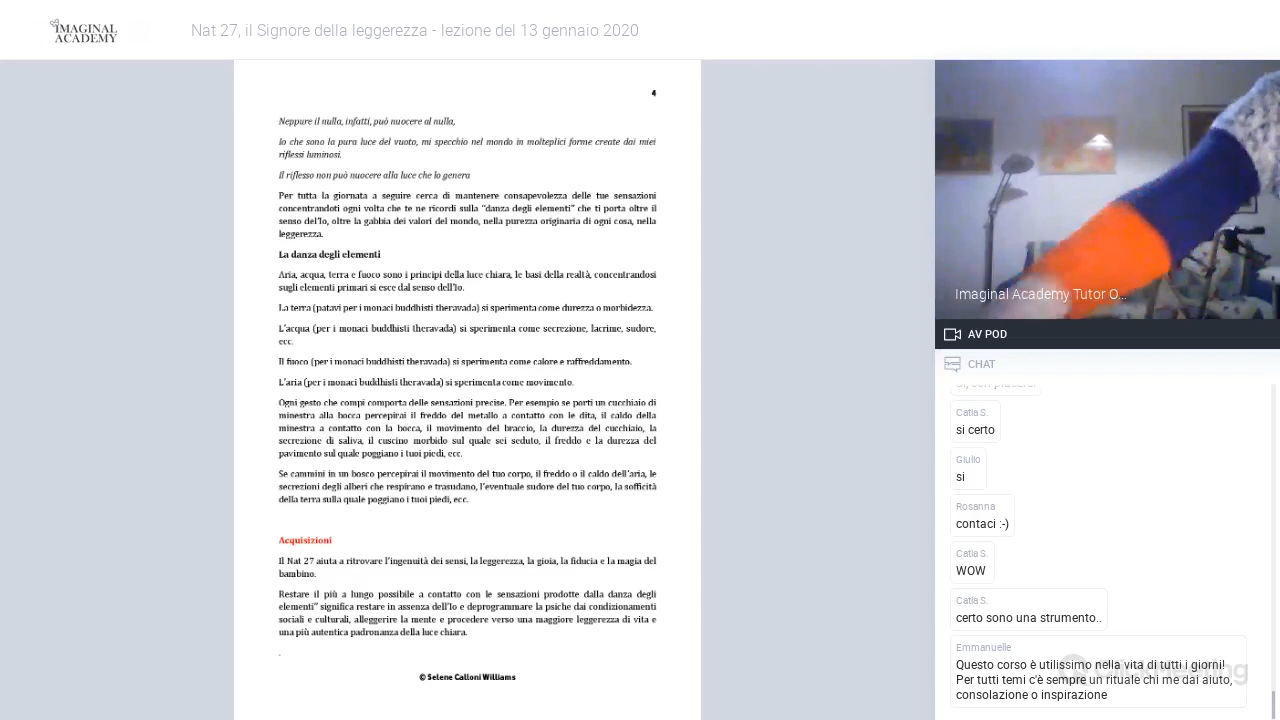 IMAGINAL
ACADEMY
Nat 27, il Signore della leggerezza - lezione del 13 gennaio 2020
4
Neppure il nulla, infatti, può nuocere al nulla,
Io che sono la pura luce del vuoto, mi specchio nel mondo in molteplici forme create dai miei
riflessi luminosi.
Il riflesso non può nuocere alla luce che lo genera
Per tutta la giornata a seguire cerca di mantenere consapevolezza delle tue sensazioni
concentrandoti ogni volta che te ne ricordi sulla “danza degli elementi” che ti porta oltre il
senso del’Io, oltre la gabbia dei valori del mondo, nella purezza originaria di ogni cosa, nella
leggerezza.
La danza degli elementi
Aria, acqua, terra e fuoco sono i principi della luce chiara, le basi della realtà, concentrandosi
sugli elementi primari si esce dal senso dell’Io.
La terra (patavi per i monaci buddhisti theravada) si sperimenta come durezza o morbidezza.
L’acqua (per i monaci buddhisti theravada) si sperimenta come secrezione, lacrime, sudore,
ecc.
Il fuoco (per i monaci buddhisti theravada) si sperimenta come calore e raffreddamento.
L’aria (per i monaci buddhisti theravada) si sperimenta come movimento.
Ogni gesto che compi comporta delle sensazioni precise. Per esempio se porti un cucchiaio di
minestra alla bocca percepirai il freddo del metallo a contatto con le dita, il caldo della
minestra a contatto con la bocca, il movimento del braccio, la durezza del cucchiaio, la
secrezione di saliva, il cuscino morbido sul quale sei seduto, il freddo e la durezza del
pavimento sul quale poggiano i tuoi piedi, ecc.
Se cammini in un bosco percepirai il movimento del tuo corpo, il freddo o il caldo dell’aria, le
secrezioni degli alberi che respirano e trasudano, l’eventuale sudore del tuo corpo, la sofficità
della terra sulla quale poggiano i tuoi piedi, ecc.
Acquisizioni
Il Nat 27 aiuta a ritrovare l’ingenuità dei sensi, la leggerezza, la gioia, la fiducia e la magia del
bambino.
Restare il più a lungo possibile a contatto con le sensazioni prodotte dalla danza degli
elementi” significa restare in assenza dell’Io e deprogrammare la psiche dai condizionamenti
sociali e culturali, alleggerire la mente e procedere verso una maggiore leggerezza di vita e
una più autentica padronanza della luce chiara.
.
© Selene Calloni Williams
Imaginal Academy Tutor O...
AV POD
CHAT
Catia S.
si certo
Giulio
si
Rosanna
contaci :-)
Catia S.
WOW
Catia S.
certo sono una strumento..
Emmanuelle
Questo corso è utilissimo nella vita di tutti i giorni!
Per tutti temi c'è sempre un rituale chi me dai aiuto,
consolazione o inspirazione
ClickMeeting